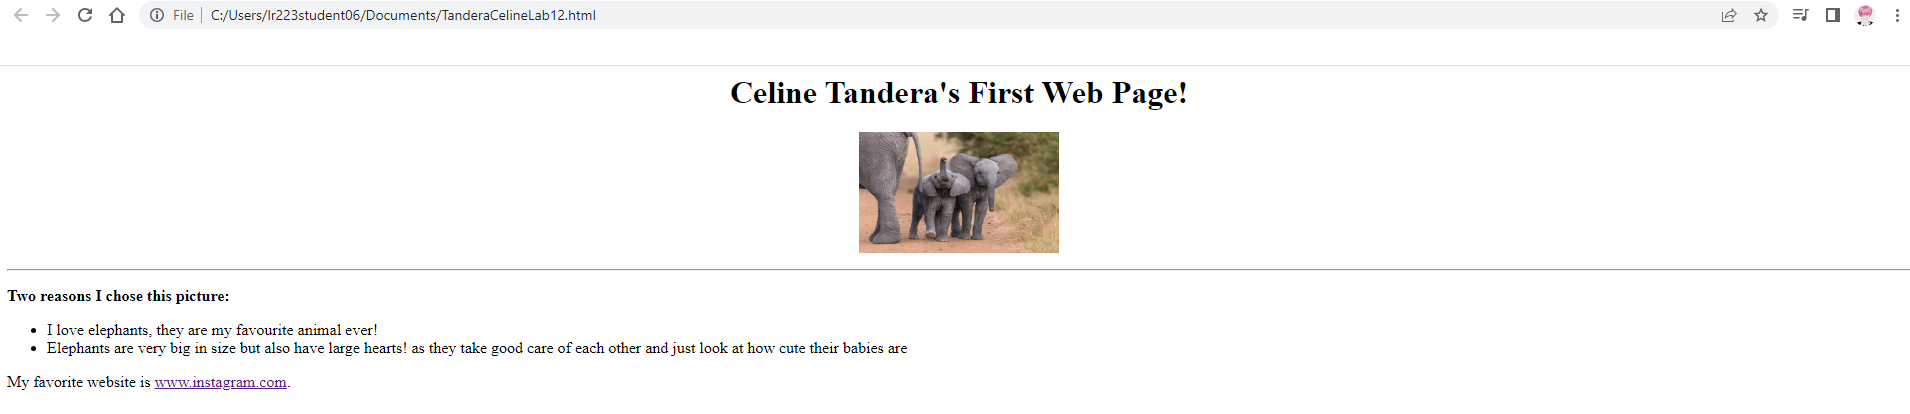 File C:/Users/lr223student06/Documents/TanderaCelineLab12.html
Celine Tandera's First Web Page!
Two reasons I chose this picture:
I love elephants, they are my favourite animal ever!
Elephants are very big in size but also have large hearts! as they take good care of each other and just look at how cute their babies are
My favorite website is www.instagram.com.